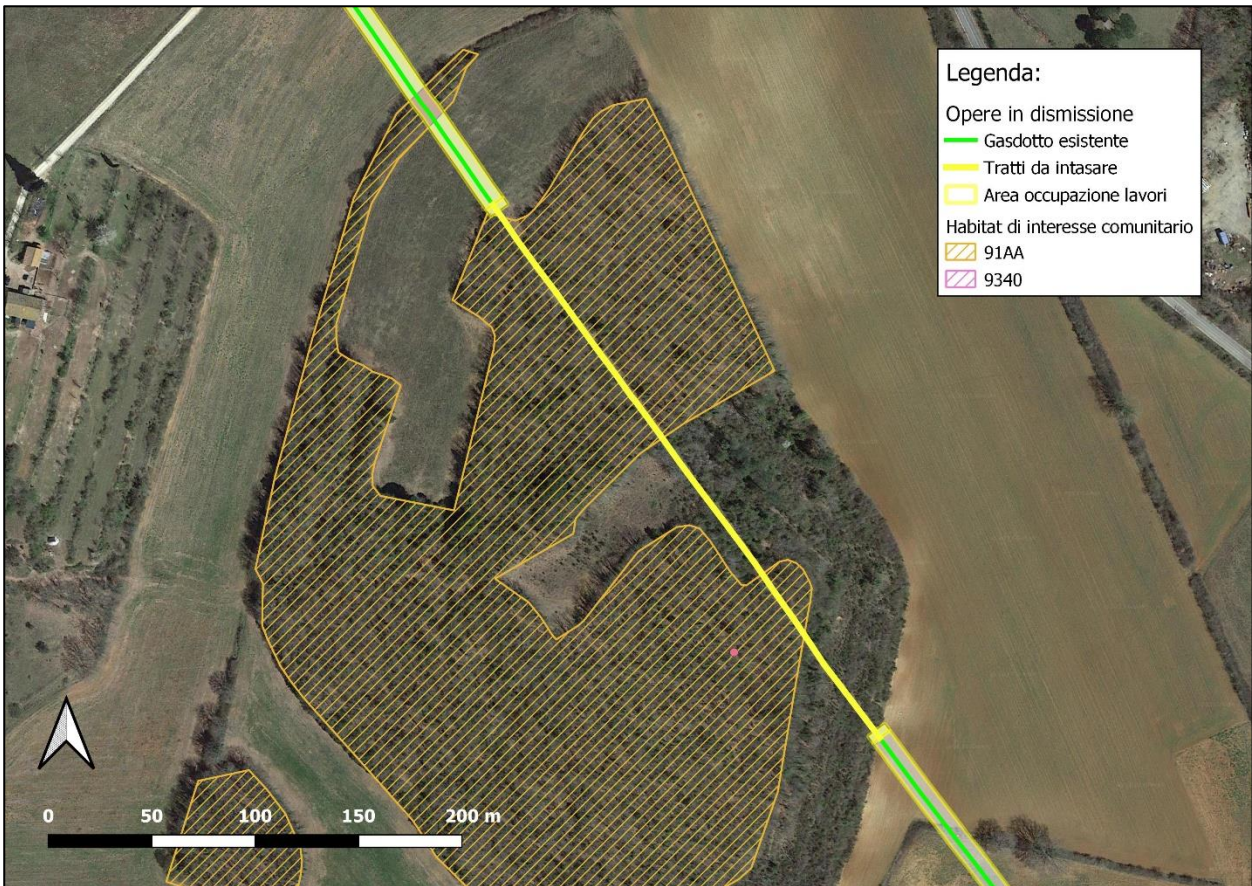 Legenda:
Opere in dismissione
Gasdotto esistente
Tratti da intasare
Area occupazione lavori
Habitat di interesse comunitario
91AA
9340
0 50 100 150 200 m